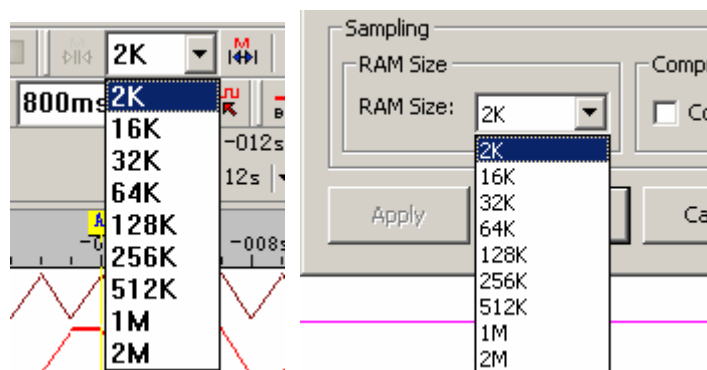 2K
M
800ms
2K
16K
32K
64K
128K
256K
512K
1M
2M
-012s
12s
A
-008s
B
Sampling
RAM Size
RAM Size:
2K
2K
16K
32K
64K
128K
256K
512K
1M
2M
Apply